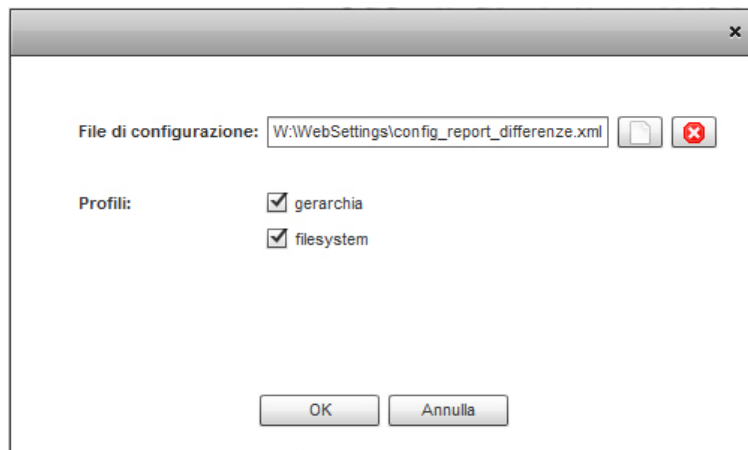 File di configurazione: W:\WebSettings\config_report_differenze.xml
Profili: gerarchia
filesystem
OK Annulla